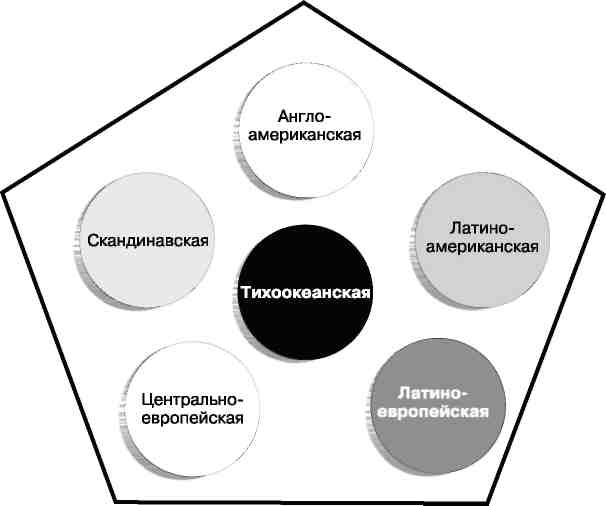 Англо-
американская
Скандинавская
Латино-
американская
Тихоокеанская
Центрально-
европейская
Латино-
европейская